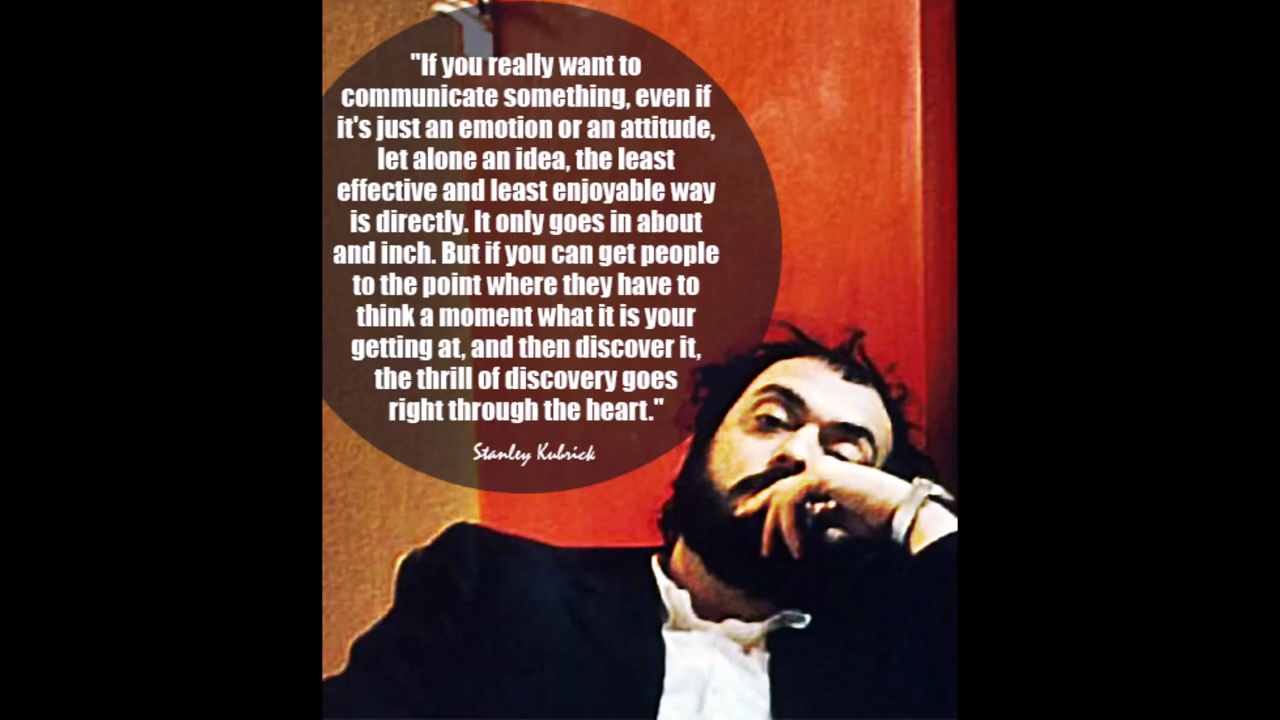 "If you really want to
communicate something, even if
it's just an emotion or an attitude,
let alone an idea, the least
effective and least enjoyable way
is directly. It only goes in about
and inch. But if you can get people
to the point where they have to
think a moment what it is your
getting at, and then discover it,
the thrill of discovery goes
right through the heart."
Stanley Kubrick